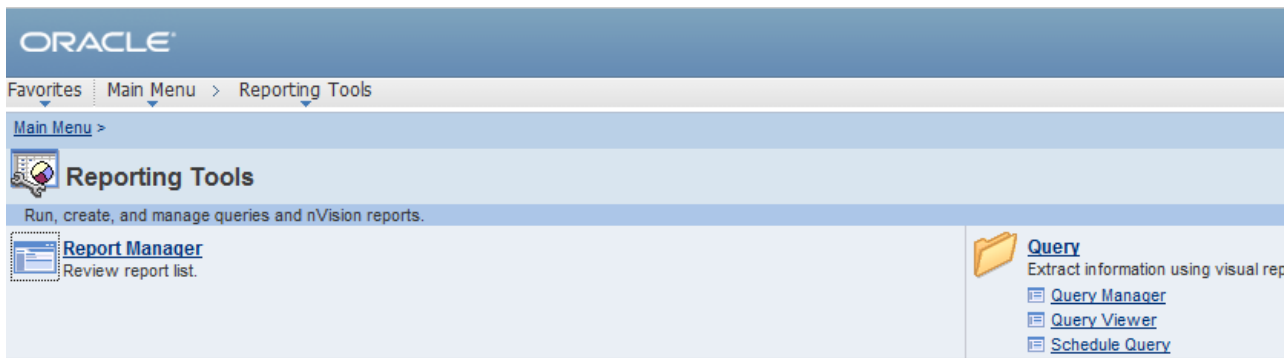 ORACLE
Favorites Main Menu > Reporting Tools
Main Menu >
Reporting Tools
Run, create, and manage queries and nVision reports.
Report Manager
Review report list.
Query
Extract information using visual rep
Query Manager
Query Viewer
Schedule Query